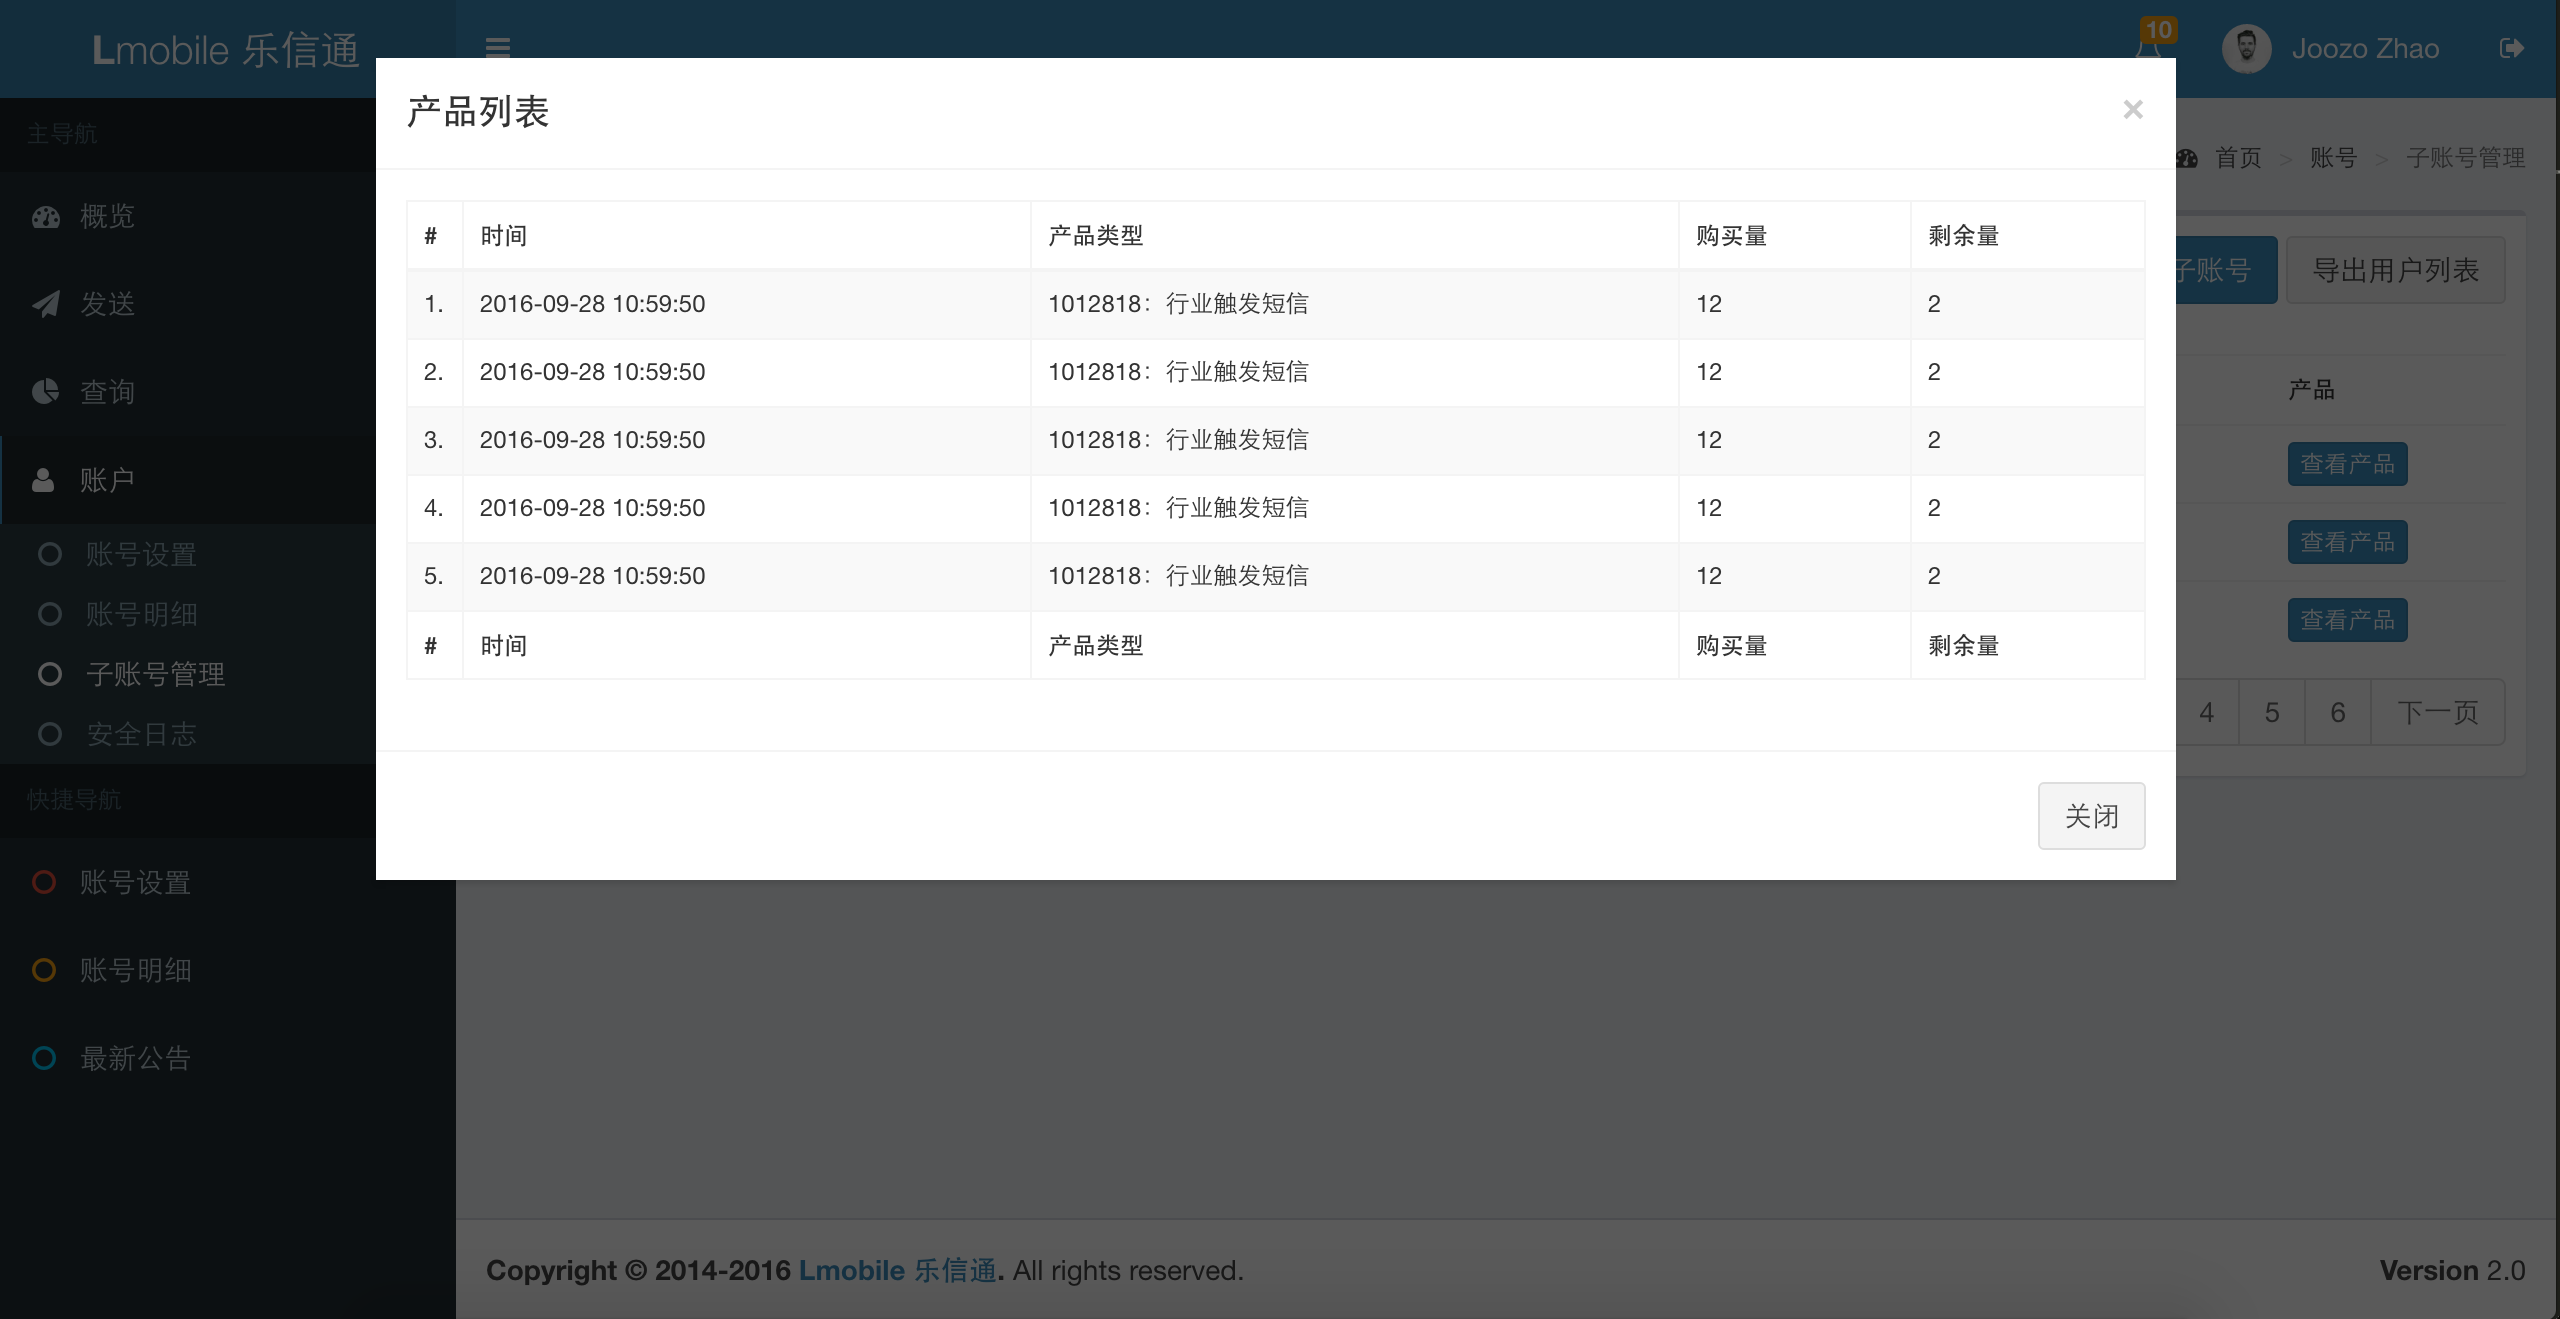 Lmobile 乐信通
10
Joozo Zhao
主导航
概览
发送
查询
账户
账号设置
账号明细
子账号管理
安全日志
快捷导航
账号设置
账号明细
最新公告
首页 > 账号 > 子账号管理
子账号
导出用户列表
产品
查看产品
查看产品
查看产品
4 5 6 下一页
产品列表 ×
# 时间 产品类型 购买量 剩余量
1. 2016-09-28 10:59:50 1012818：行业触发短信 12 2
2. 2016-09-28 10:59:50 1012818：行业触发短信 12 2
3. 2016-09-28 10:59:50 1012818：行业触发短信 12 2
4. 2016-09-28 10:59:50 1012818：行业触发短信 12 2
5. 2016-09-28 10:59:50 1012818：行业触发短信 12 2
# 时间 产品类型 购买量 剩余量
关闭
Copyright © 2014-2016 Lmobile 乐信通. All rights reserved.
Version 2.0